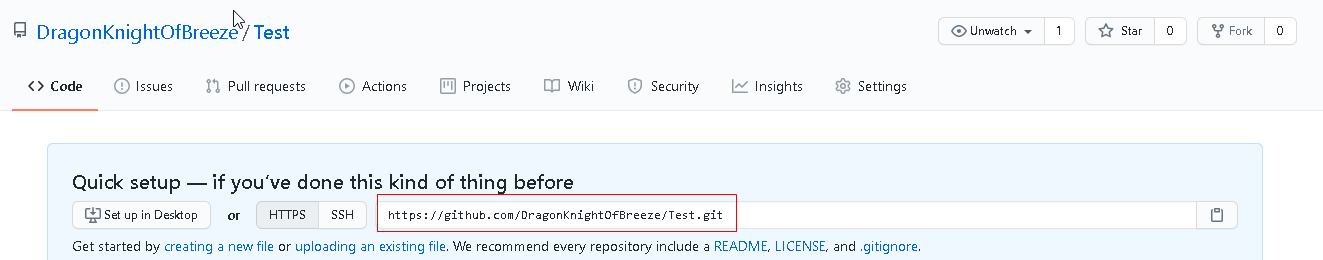 DragonKnightOfBreeze / Test Unwatch 1 Star 0 Fork 0
Code Issues Pull requests Actions Projects Wiki Security Insights Settings
Quick setup — if you've done this kind of thing before
Set up in Desktop or HTTPS SSH https://github.com/DragonKnightOfBreeze/Test.git
Get started by creating a new file or uploading an existing file. We recommend every repository include a README, LICENSE, and .gitignore.